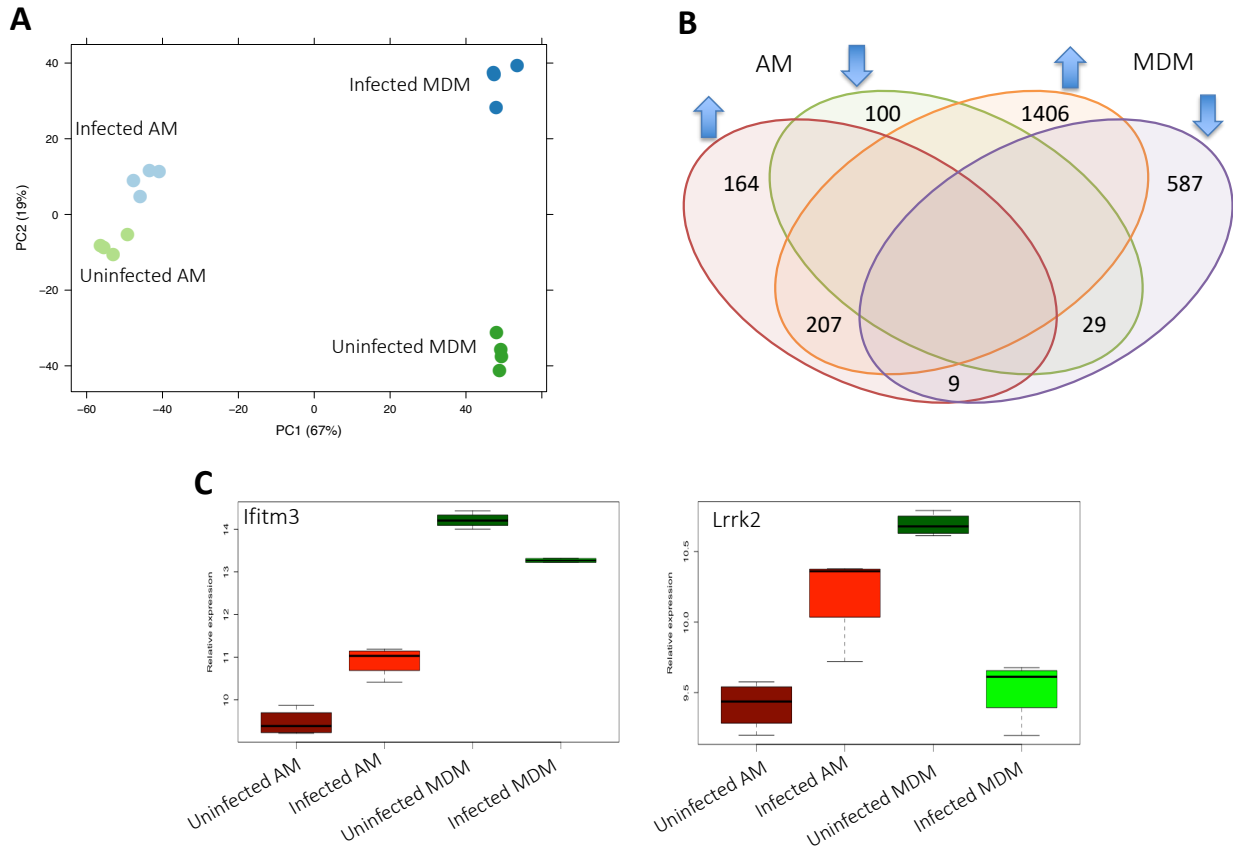 A
Infected MDM
Infected AM
Uninfected AM
Uninfected MDM
PC2 (19%)
40
20
0
−20
−40
−60
−40
−20
0
20
40
PC1 (67%)
B
AM
MDM
100
1406
164
587
207
29
9
C
Ifitm3
Relative expression
14
13
12
11
10
Uninfected AM
Infected AM
Uninfected MDM
Infected MDM
Lrrk2
Relative expression
10.5
10.0
9.5
Uninfected AM
Infected AM
Uninfected MDM
Infected MDM